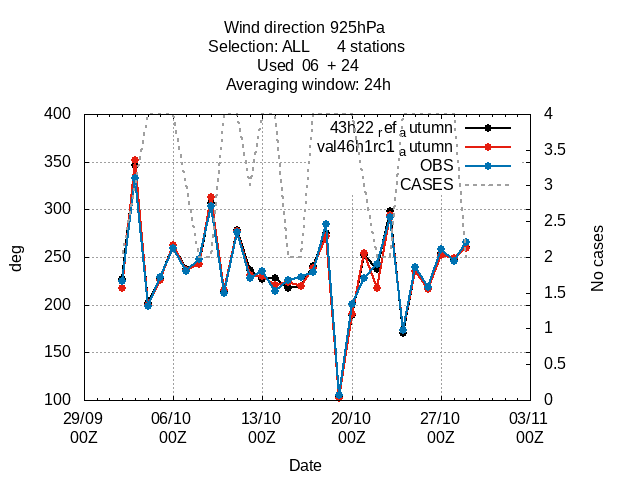 Wind direction 925hPa
Selection: ALL 4 stations
Used 06 + 24
Averaging window: 24h
43h22_ref_autumn
val46h1rc1_autumn
OBS
CASES
400
350
300
250
200
150
100
deg
4
3.5
3
2.5
2
1.5
1
0.5
0
No cases
29/09 06/10 13/10 20/10 27/10 03/11
00Z 00Z 00Z 00Z 00Z 00Z
Date